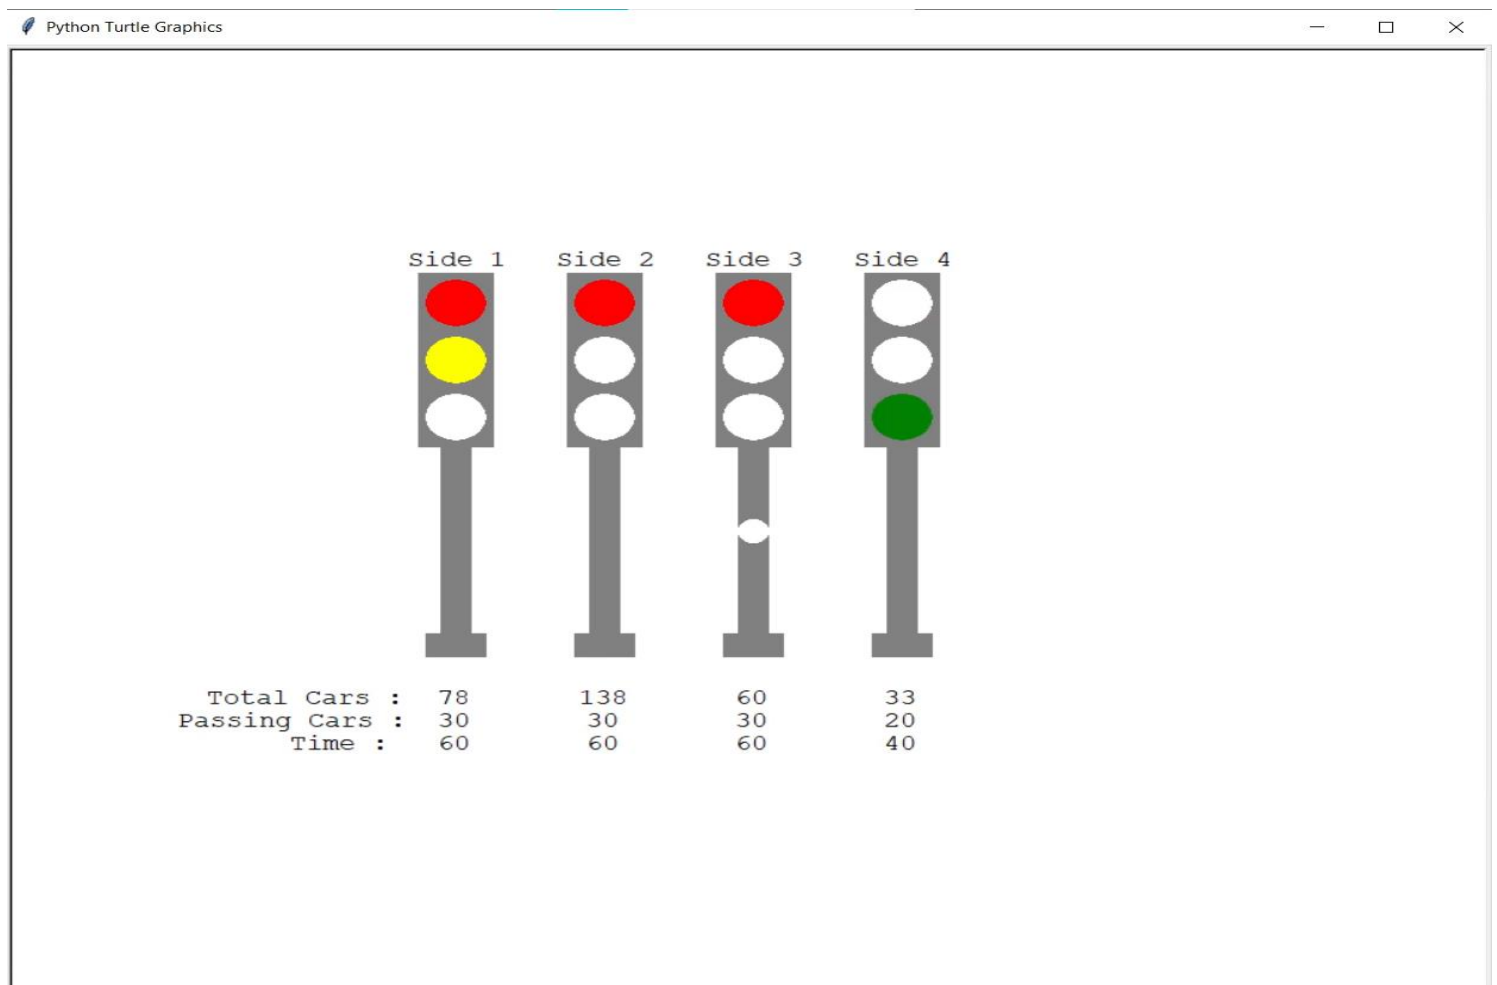 Python Turtle Graphics
Side 1 Side 2 Side 3 Side 4
Total Cars : 78 138 60 33
Passing Cars : 30 30 30 20
Time : 60 60 60 40